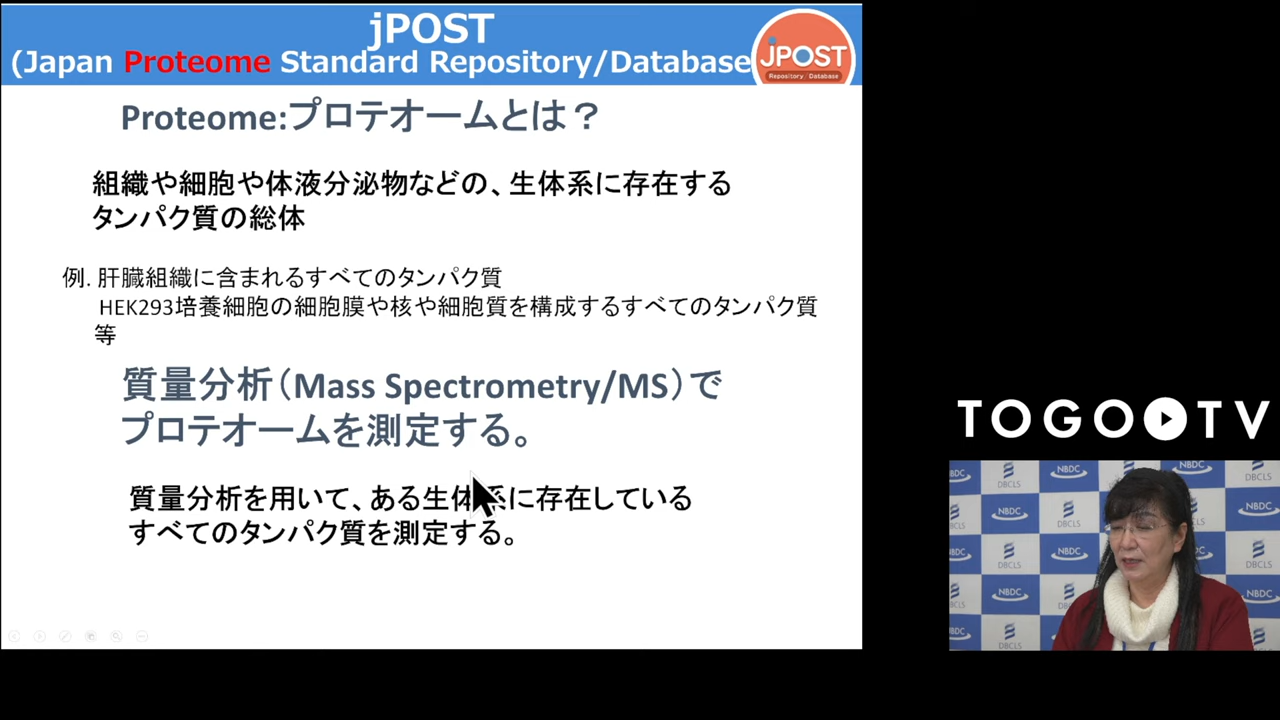 jPOST
(Japan Proteome Standard Repository/Database
jPOST
Repository/Database
Proteome:プロテオームとは？
組織や細胞や体液分泌物などの、生体系に存在する
タンパク質の総体
例. 肝臓組織に含まれるすべてのタンパク質
HEK293培養細胞の細胞膜や核や細胞質を構成するすべてのタンパク質
等
質量分析（Mass Spectrometry/MS）で
プロテオームを測定する。
質量分析を用いて、ある生体系に存在している
すべてのタンパク質を測定する。
TOGO TV
NBDC
DBCLS
NBDC
DBCLS
NBDC
NBDC
DBCLS
NBDC
DBCLS
NBDC